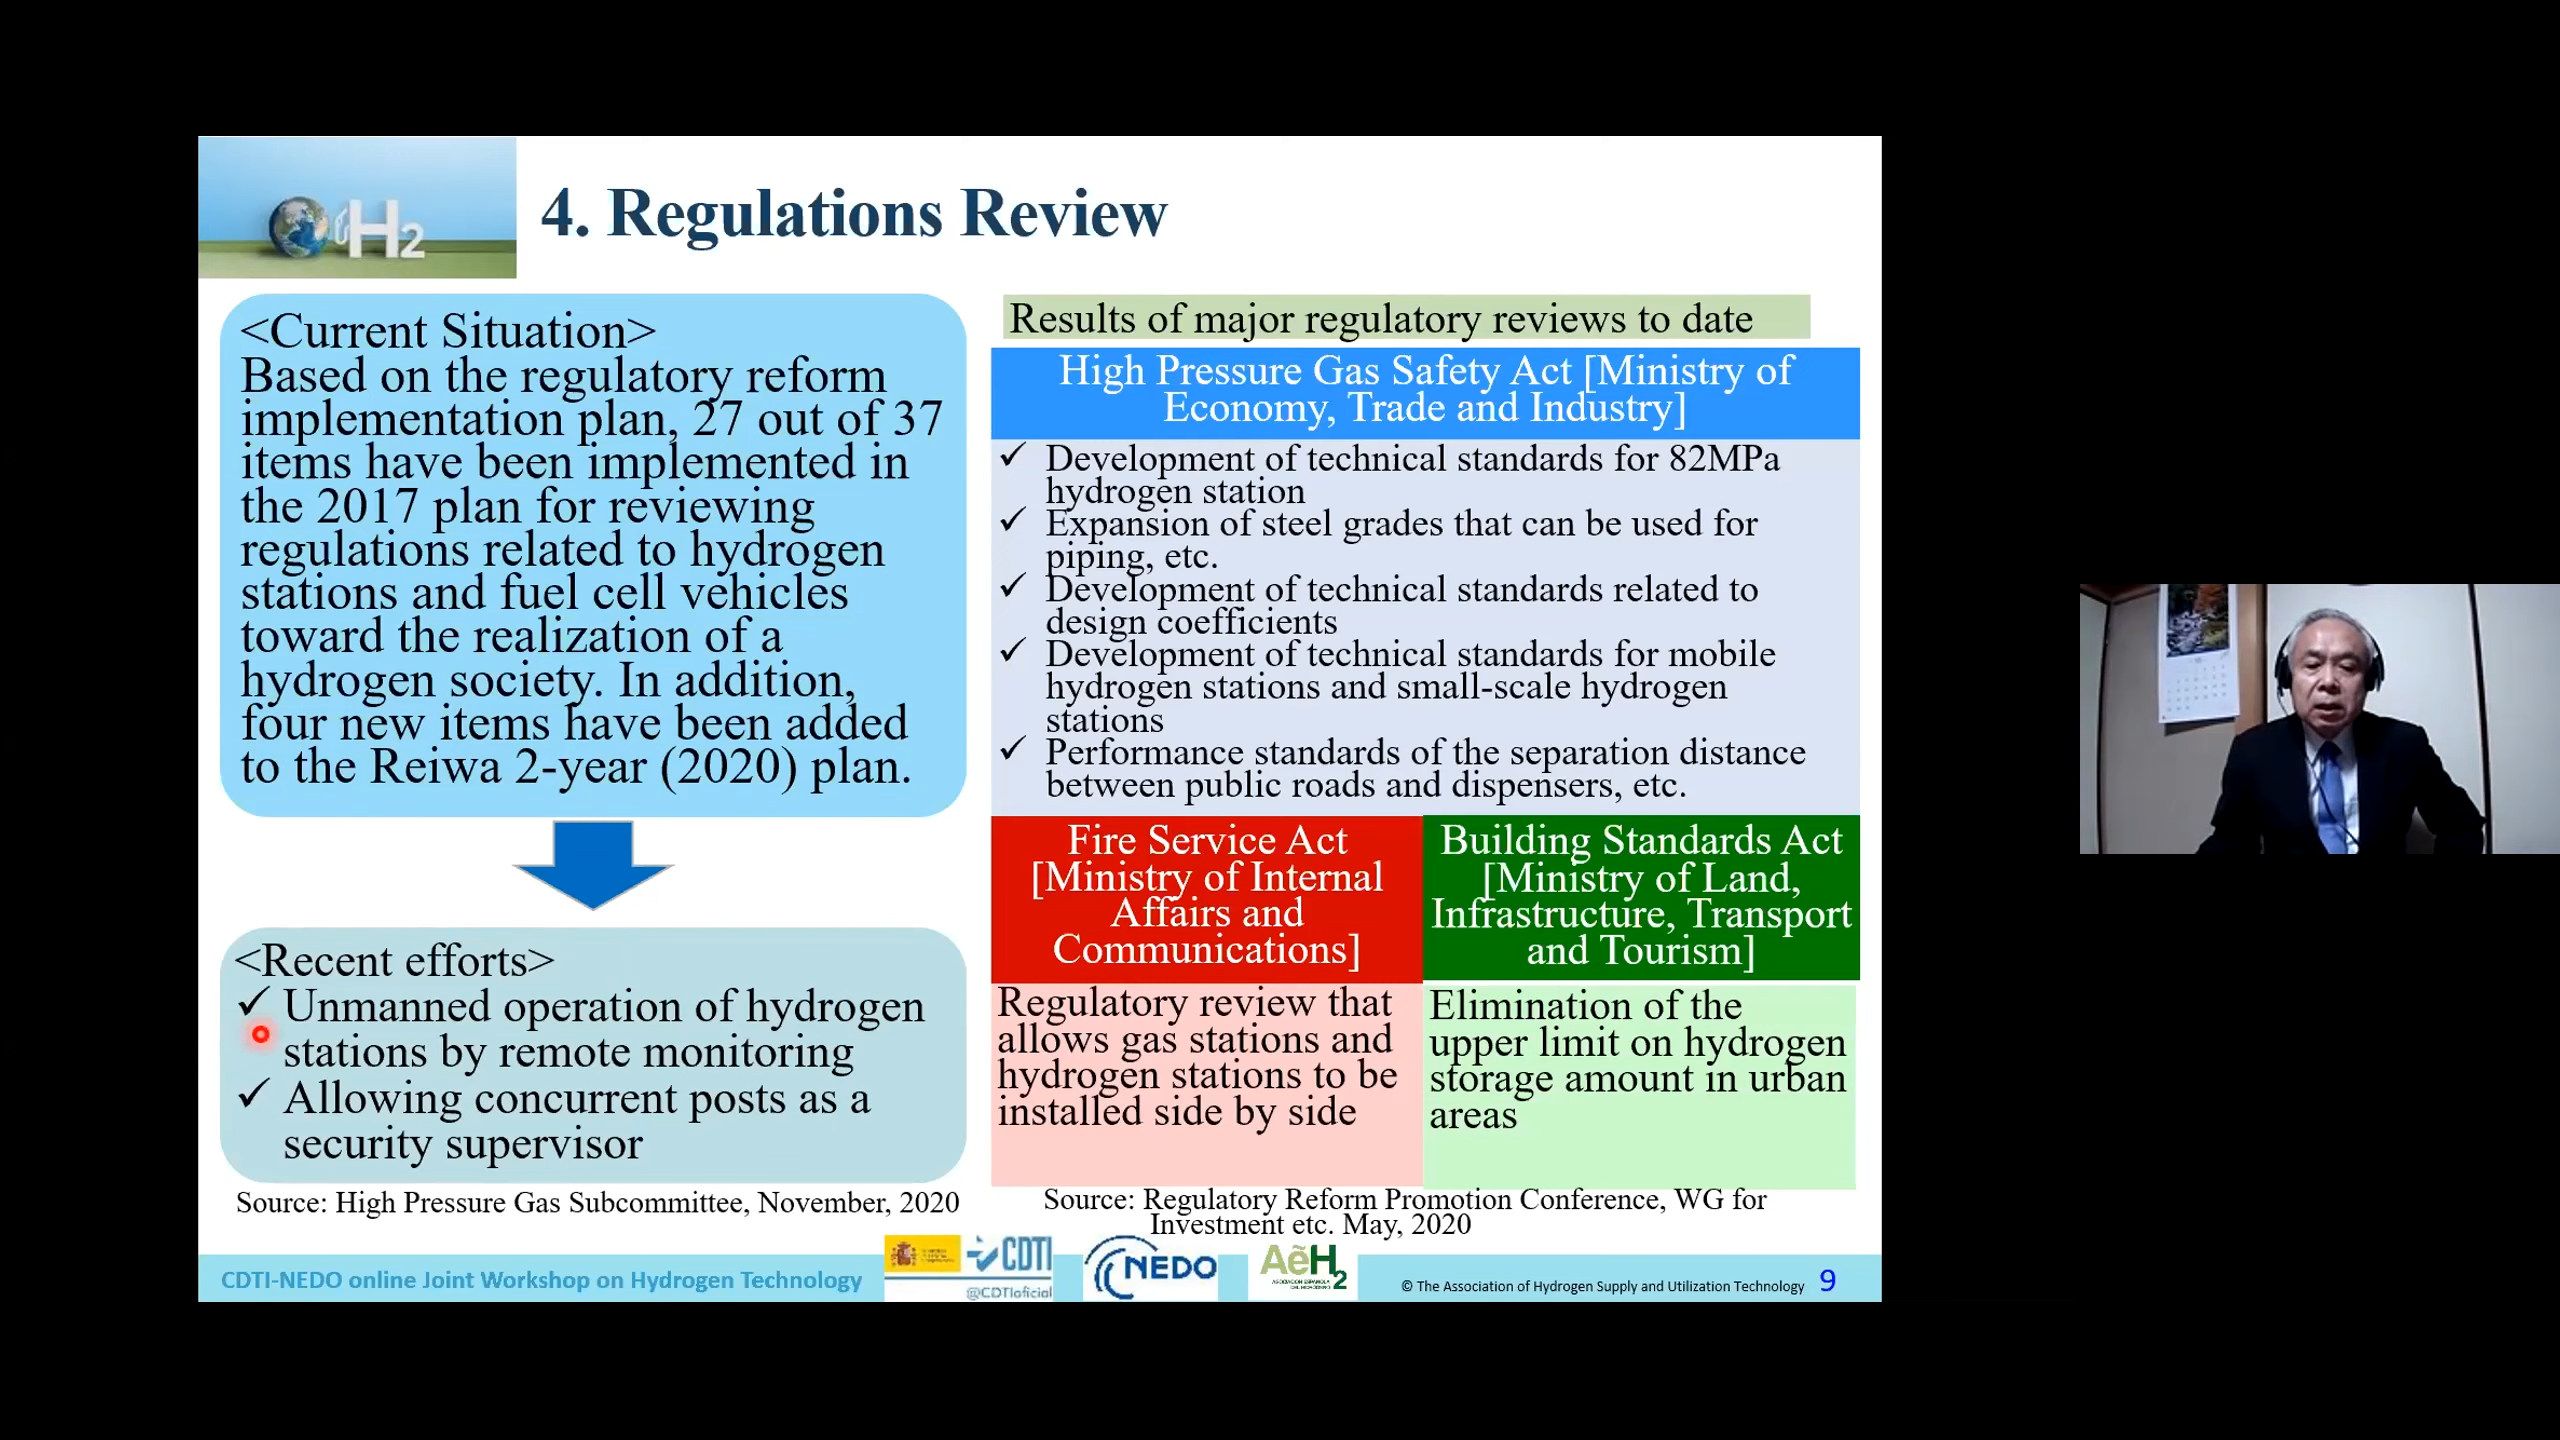 H2
4. Regulations Review
<Current Situation>
Based on the regulatory reform
implementation plan, 27 out of 37
items have been implemented in
the 2017 plan for reviewing
regulations related to hydrogen
stations and fuel cell vehicles
toward the realization of a
hydrogen society. In addition,
four new items have been added
to the Reiwa 2-year (2020) plan.
<Recent efforts>
✓ Unmanned operation of hydrogen
stations by remote monitoring
✓ Allowing concurrent posts as a
security supervisor
Source: High Pressure Gas Subcommittee, November, 2020
Results of major regulatory reviews to date
High Pressure Gas Safety Act [Ministry of
Economy, Trade and Industry]
✓ Development of technical standards for 82MPa
hydrogen station
✓ Expansion of steel grades that can be used for
piping, etc.
✓ Development of technical standards related to
design coefficients
✓ Development of technical standards for mobile
hydrogen stations and small-scale hydrogen
stations
✓ Performance standards of the separation distance
between public roads and dispensers, etc.
Fire Service Act
[Ministry of Internal
Affairs and
Communications]
Regulatory review that
allows gas stations and
hydrogen stations to be
installed side by side
Building Standards Act
[Ministry of Land,
Infrastructure, Transport
and Tourism]
Elimination of the
upper limit on hydrogen
storage amount in urban
areas
Source: Regulatory Reform Promotion Conference, WG for
Investment etc. May, 2020
CDTI-NEDO online Joint Workshop on Hydrogen Technology
CDTI
@CDTIoficial
NEDO
AeH2
© The Association of Hydrogen Supply and Utilization Technology
9